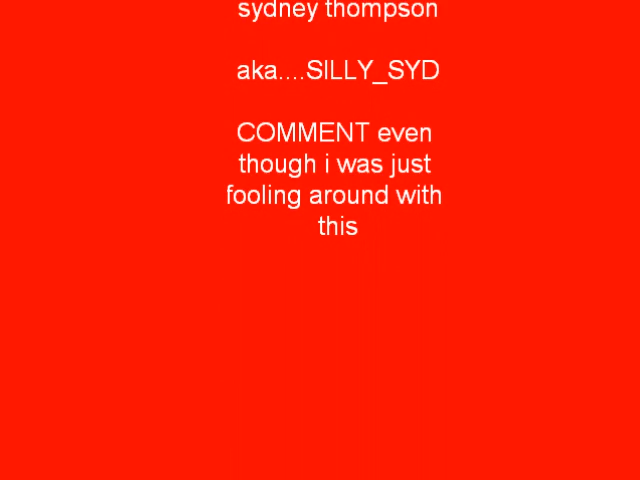 sydney thompson
aka....SILLY_SYD
COMMENT even
though i was just
fooling around with
this